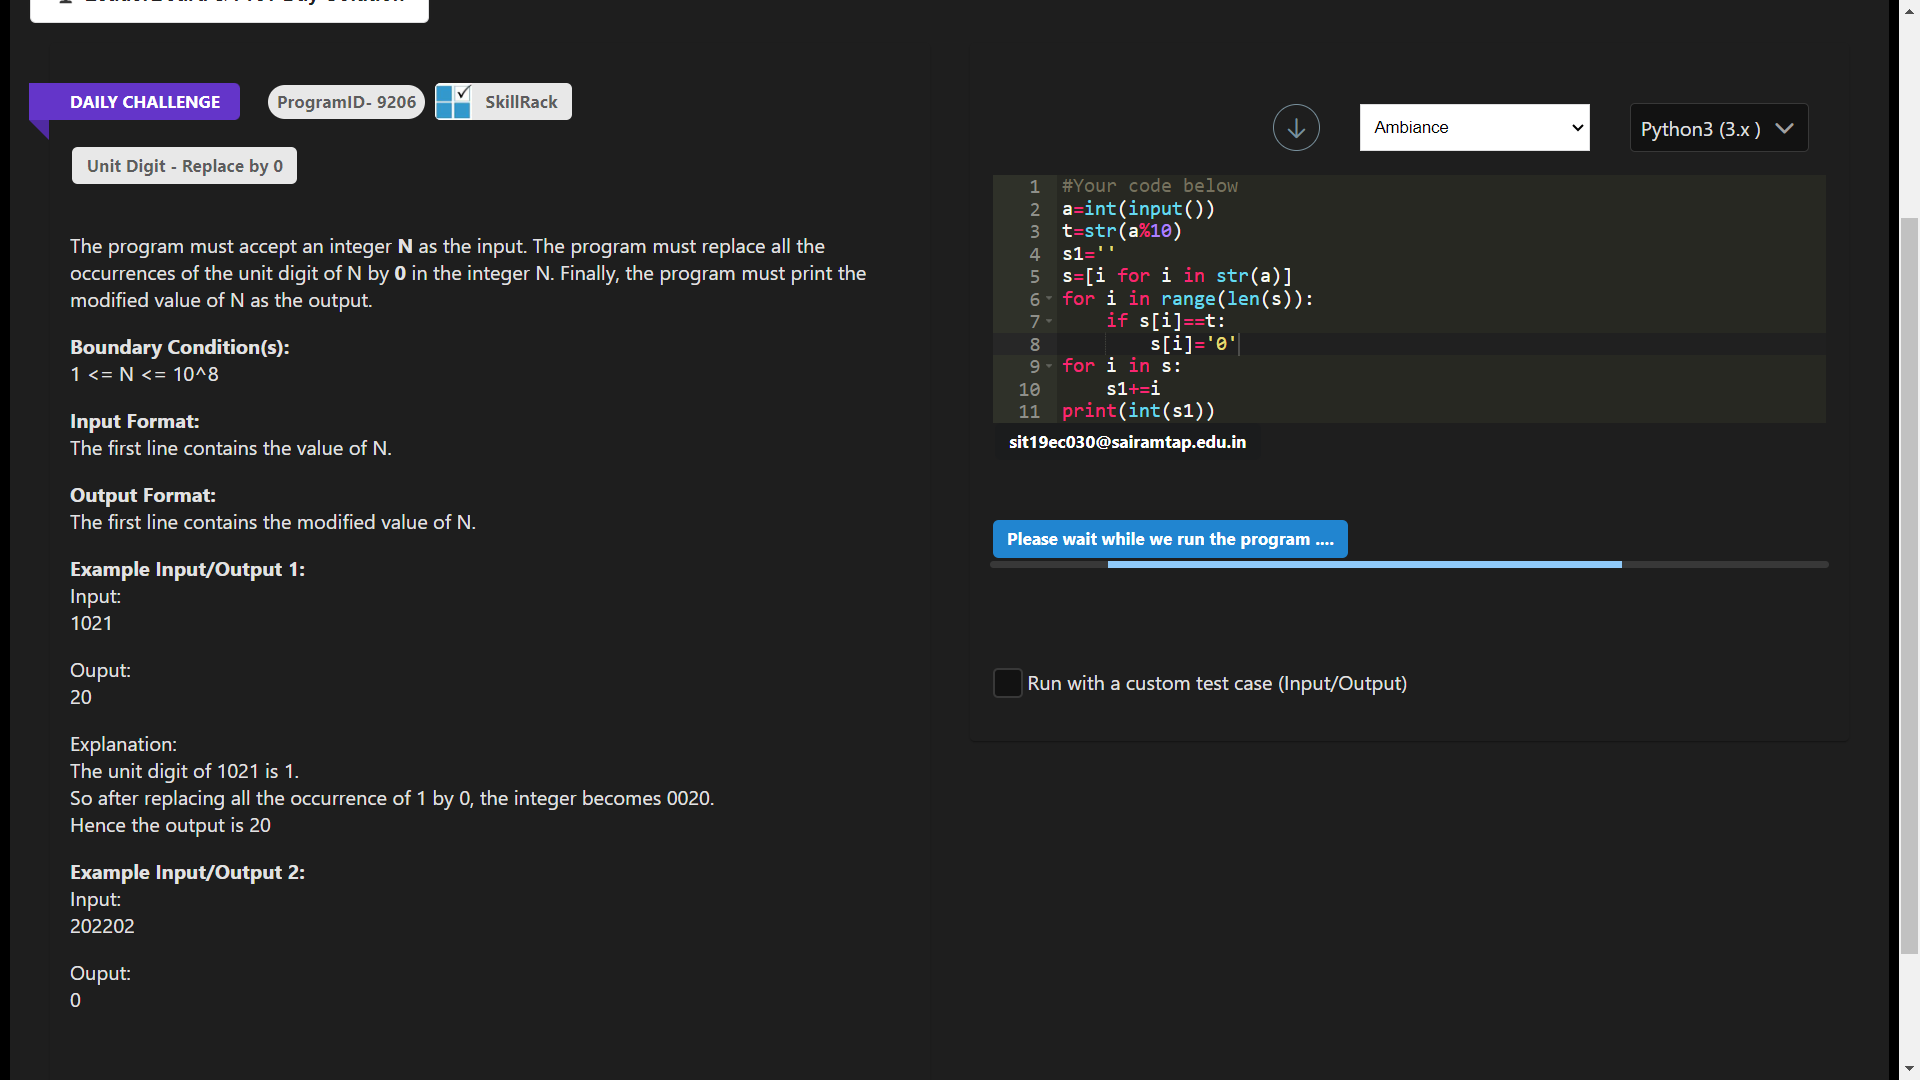 DAILY CHALLENGE
ProgramID- 9206
SkillRack
Unit Digit - Replace by 0
The program must accept an integer N as the input. The program must replace all the
occurrences of the unit digit of N by 0 in the integer N. Finally, the program must print the
modified value of N as the output.
Boundary Condition(s):
1 <= N <= 10^8
Input Format:
The first line contains the value of N.
Output Format:
The first line contains the modified value of N.
Example Input/Output 1:
Input:
1021
Ouput:
20
Explanation:
The unit digit of 1021 is 1.
So after replacing all the occurrence of 1 by 0, the integer becomes 0020.
Hence the output is 20
Example Input/Output 2:
Input:
202202
Ouput:
0
Ambiance
Python3 (3.x )
1 #Your code below
2 a=int(input())
3 t=str(a%10)
4 s1=''
5 s=[i for i in str(a)]
6 for i in range(len(s)):
7     if s[i]==t:
8         s[i]='0'
9 for i in s:
10     s1+=i
11 print(int(s1))
sit19ec030@sairamtap.edu.in
Please wait while we run the program ....
Run with a custom test case (Input/Output)